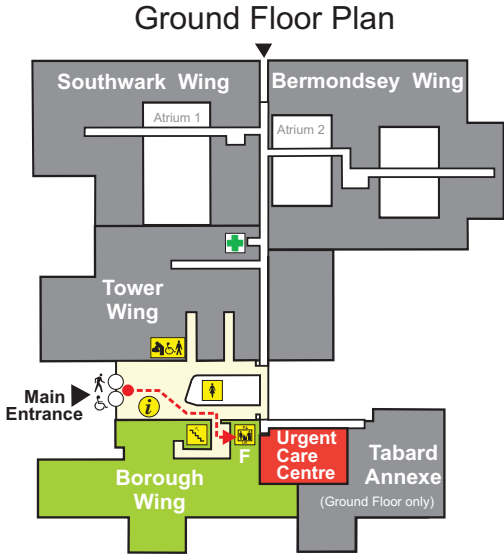 Ground Floor Plan
Southwark Wing
Bermondsey Wing
Atrium 1
Atrium 2
Tower
Wing
Main
Entrance
i
F
Urgent
Care
Centre
Tabard
Annexe
(Ground Floor only)
Borough
Wing